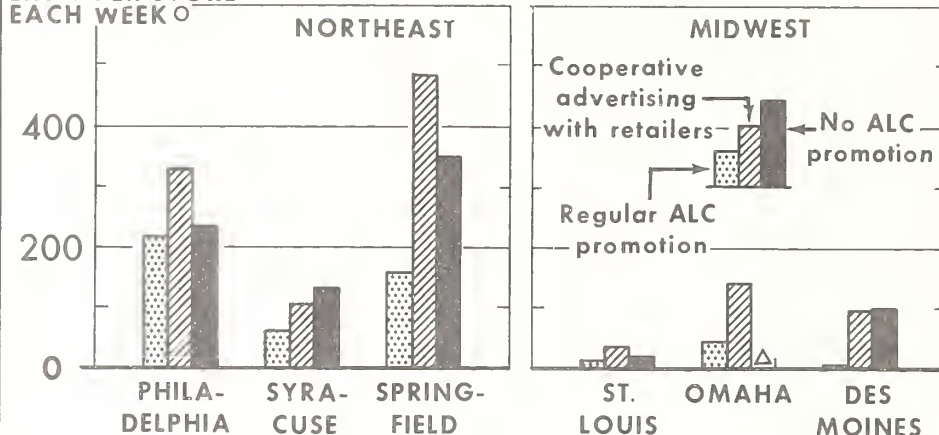 EACH WEEK○
NORTHEAST
MIDWEST
400
200
0
Cooperative
advertising
with retailers
No ALC
promotion
Regular ALC
promotion
△
PHILA-
DELPHIA
SYRA-
CUSE
SPRING-
FIELD
ST.
LOUIS
OMAHA
DES
MOINES